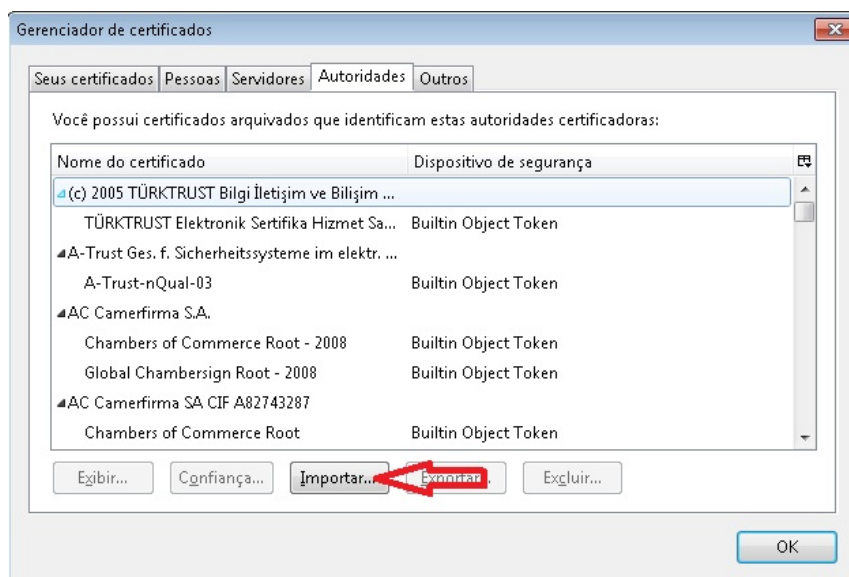 Gerenciador de certificados
Seus certificados Pessoas Servidores Autoridades Outros
Você possui certificados arquivados que identificam estas autoridades certificadoras:
Nome do certificado Dispositivo de segurança
(c) 2005 TÜRKTRUST Bilgi İletişim ve Bilişim ...
TÜRKTRUST Elektronik Sertifika Hizmet Sa... Builtin Object Token
A-Trust Ges. f. Sicherheitssysteme im elektr. ...
A-Trust-nQual-03 Builtin Object Token
AC Camerfirma S.A.
Chambers of Commerce Root - 2008 Builtin Object Token
Global Chambersign Root - 2008 Builtin Object Token
AC Camerfirma SA CIF A82743287
Chambers of Commerce Root Builtin Object Token
Exibir... Confiança... Importar... Exportar... Excluir...
OK